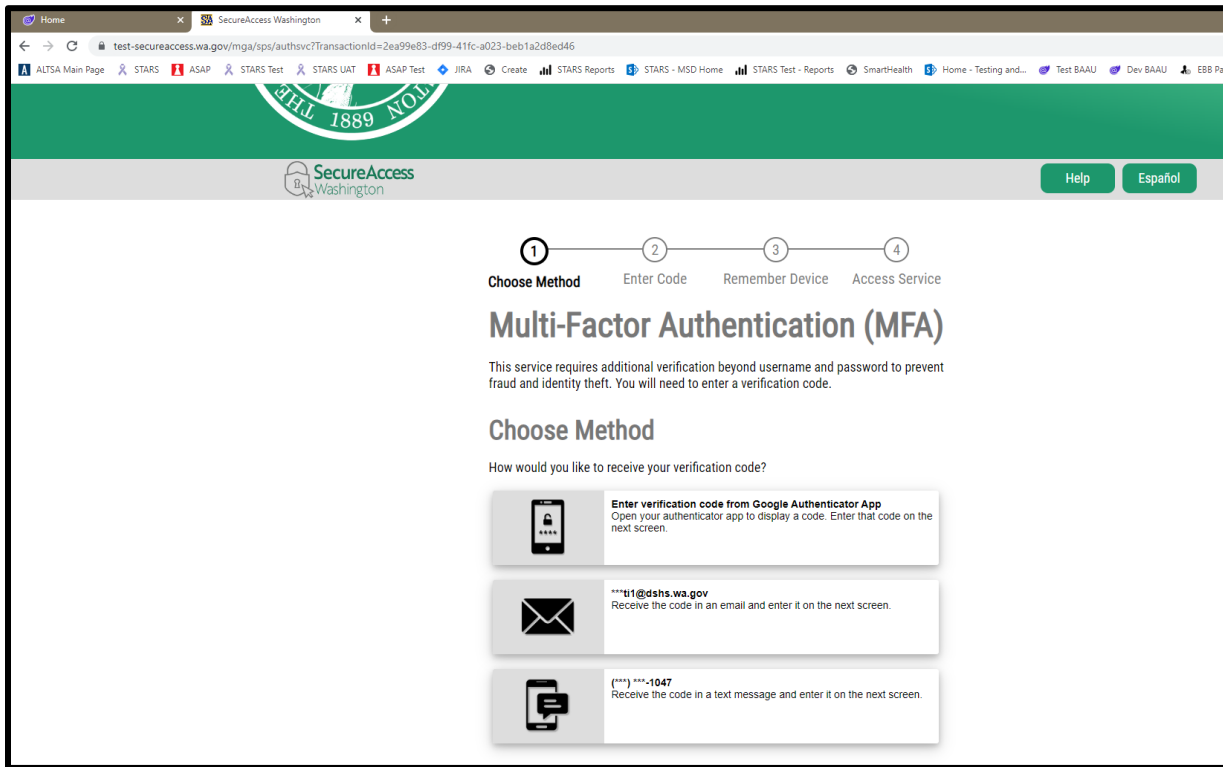 Home
SecureAccess Washington
test-secureaccess.wa.gov/mga/sps/authsvc?TransactionId=2ea99e83-df99-41fc-a023-beb1a2d8ed46
ALTSA Main Page STARS ASAP STARS Test STARS UAT ASAP Test JIRA Create STARS Reports STARS - MSD Home STARS Test - Reports SmartHealth Home - Testing and... Test BAAU Dev BAAU EBB Pa
THE 1889 TON
SecureAccess
Washington
Help Español
1 2 3 4
Choose Method Enter Code Remember Device Access Service
Multi-Factor Authentication (MFA)
This service requires additional verification beyond username and password to prevent
fraud and identity theft. You will need to enter a verification code.
Choose Method
How would you like to receive your verification code?
Enter verification code from Google Authenticator App
Open your authenticator app to display a code. Enter that code on the
next screen.
***ti1@dshs.wa.gov
Receive the code in an email and enter it on the next screen.
(***) ***-1047
Receive the code in a text message and enter it on the next screen.